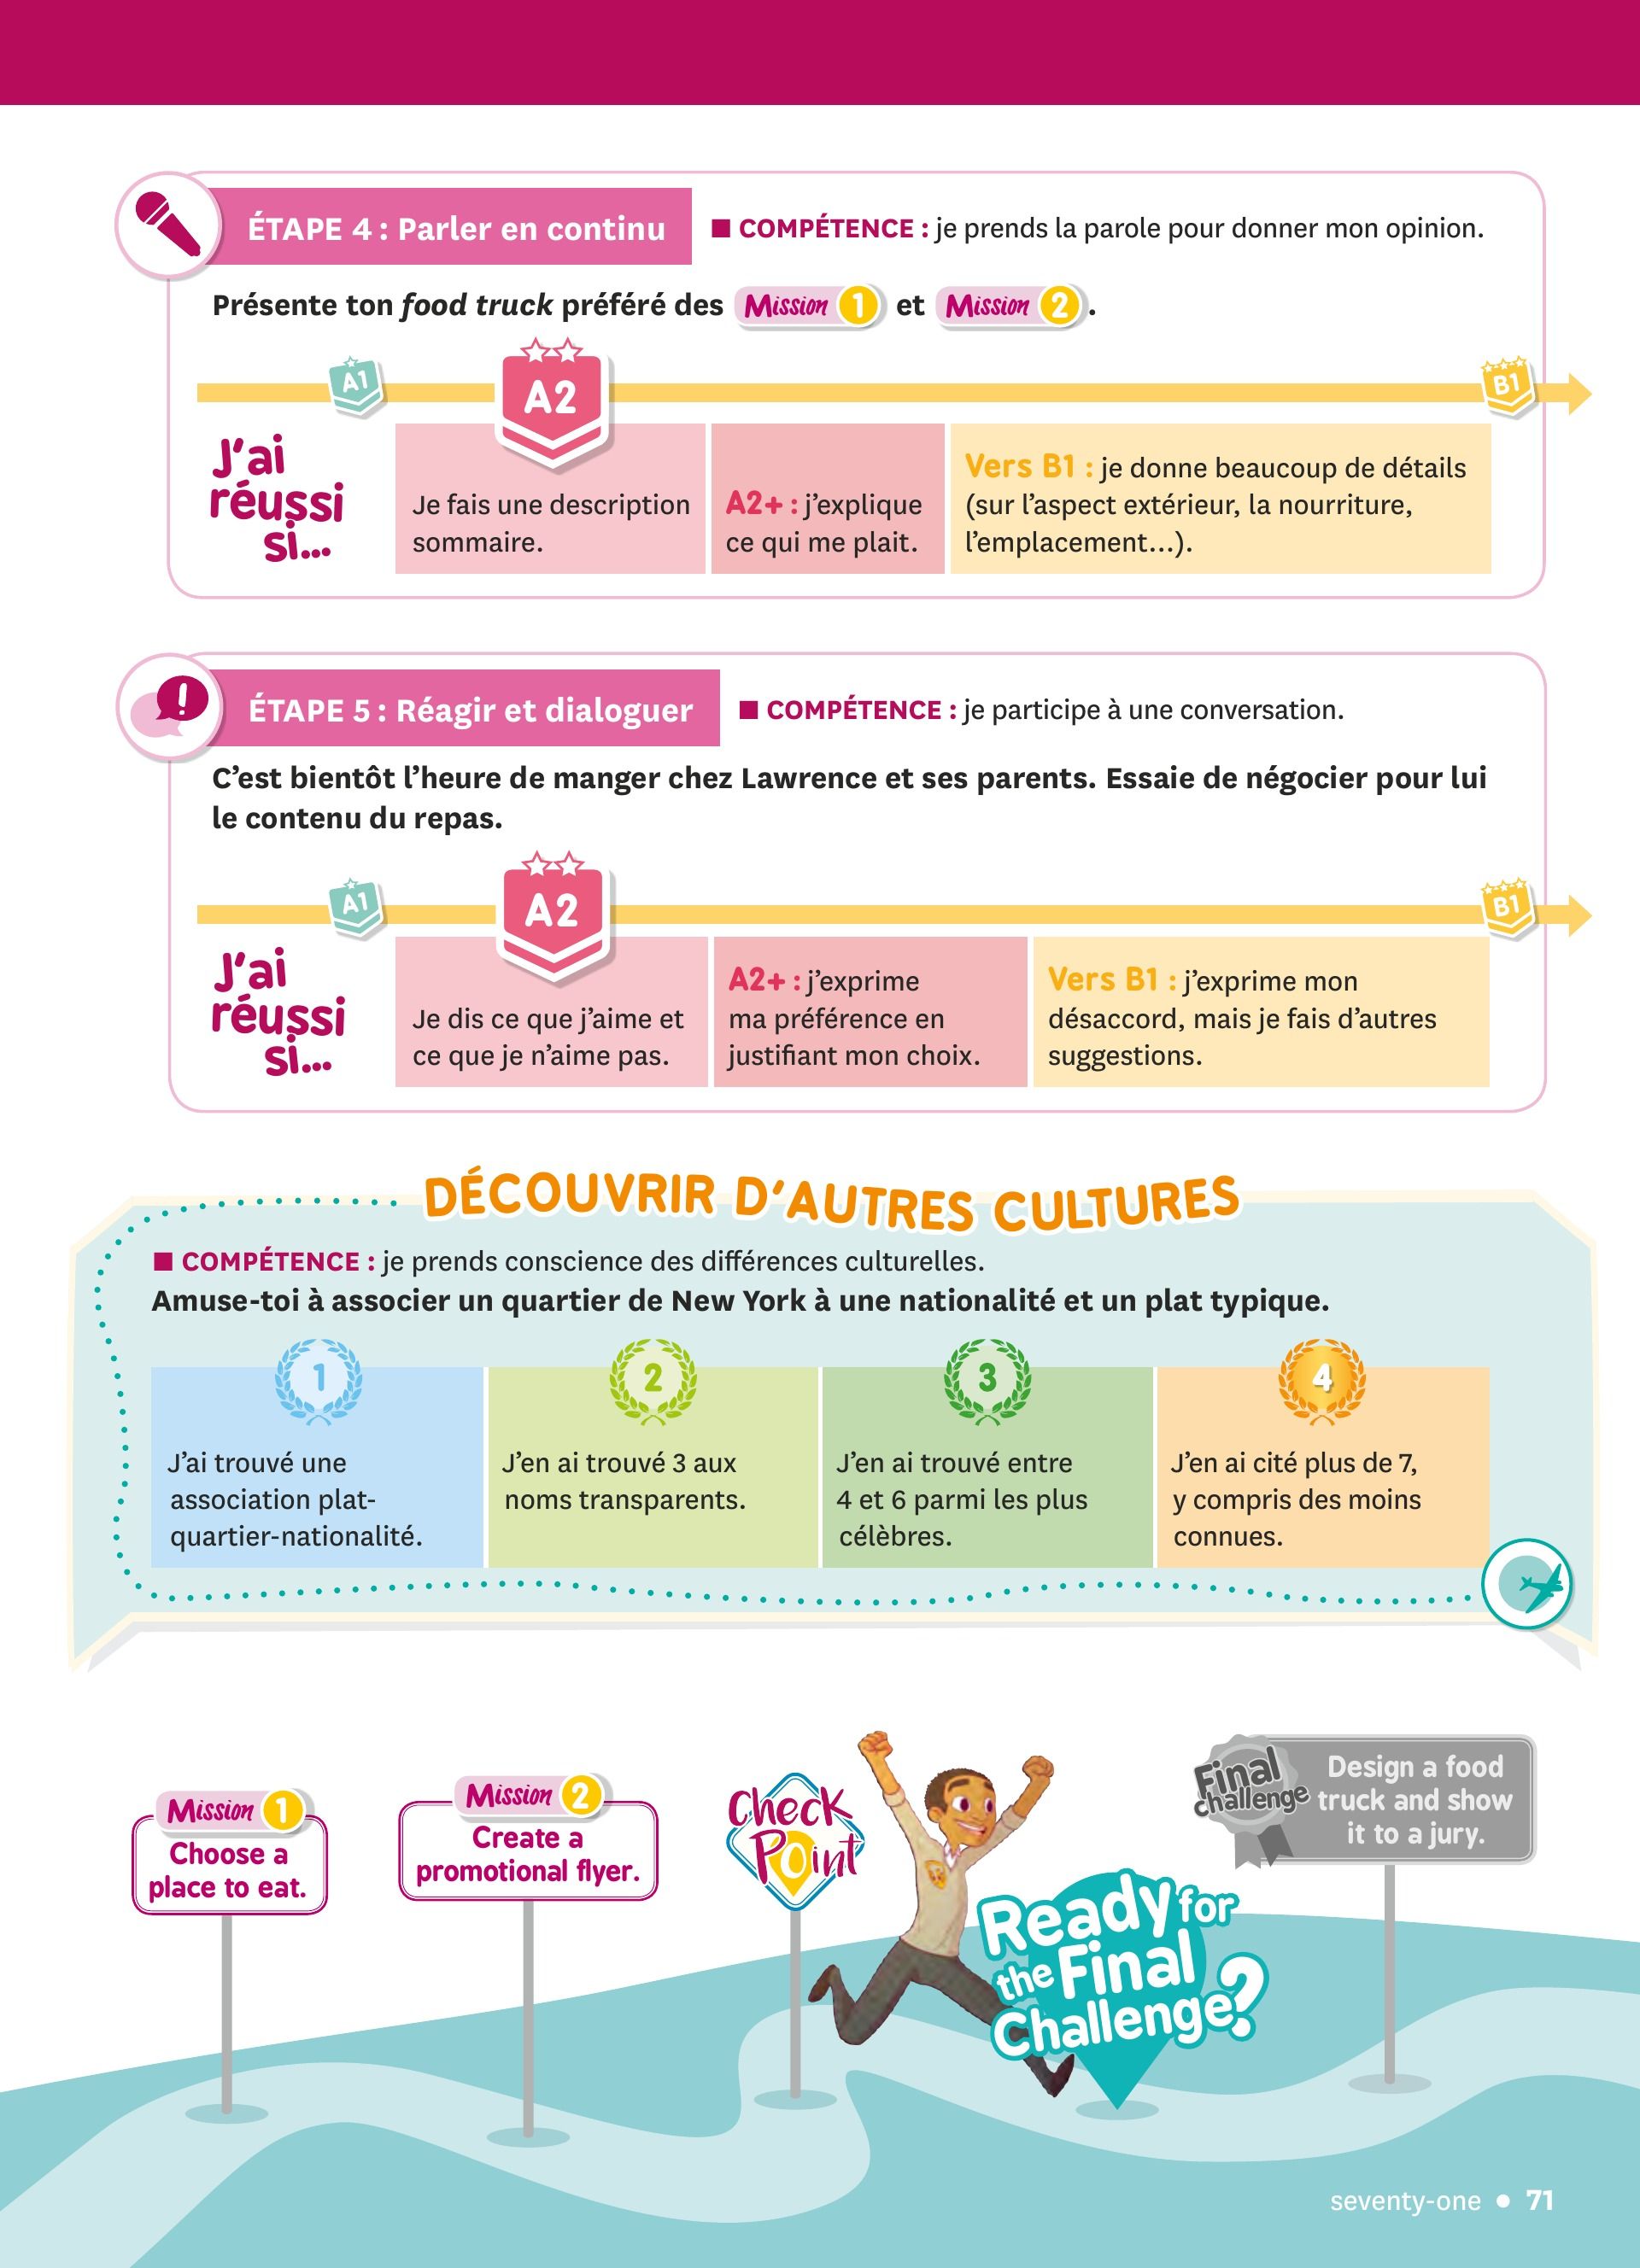 ÉTAPE 4 : Parler en continu
■ COMPÉTENCE : je prends la parole pour donner mon opinion.
Présente ton food truck préféré des Mission 1 et Mission 2.
A1
A2
B1
J'ai
réussi
si...
Je fais une description
sommaire.
A2+ : j'explique
ce qui me plait.
Vers B1 : je donne beaucoup de détails
(sur l'aspect extérieur, la nourriture,
l'emplacement...).
ÉTAPE 5 : Réagir et dialoguer
■ COMPÉTENCE : je participe à une conversation.
C'est bientôt l'heure de manger chez Lawrence et ses parents. Essaie de négocier pour lui
le contenu du repas.
A1
A2
B1
J'ai
réussi
si...
Je dis ce que j'aime et
ce que je n'aime pas.
A2+ : j'exprime
ma préférence en
justifiant mon choix.
Vers B1 : j'exprime mon
désaccord, mais je fais d'autres
suggestions.
DÉCOUVRIR D'AUTRES CULTURES
■ COMPÉTENCE : je prends conscience des différences culturelles.
Amuse-toi à associer un quartier de New York à une nationalité et un plat typique.
1
J'ai trouvé une
association plat-
quartier-nationalité.
2
J'en ai trouvé 3 aux
noms transparents.
3
J'en ai trouvé entre
4 et 6 parmi les plus
célèbres.
4
J'en ai cité plus de 7,
y compris des moins
connues.
Mission 1
Choose a
place to eat.
Mission 2
Create a
promotional flyer.
Check
Point
Ready for
the Final
Challenge?
Final
challenge
Design a food
truck and show
it to a jury.
seventy-one • 71